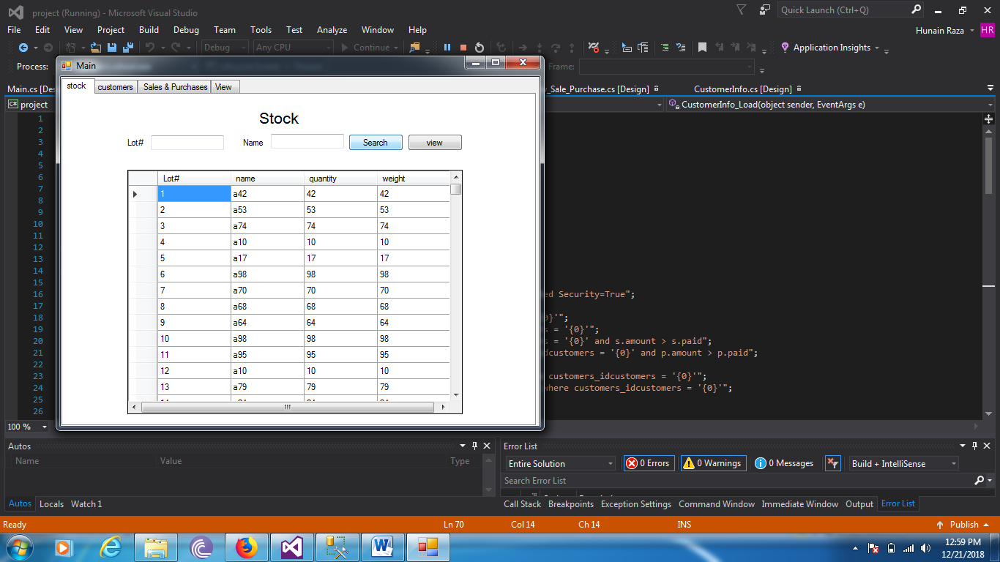 project (Running) - Microsoft Visual Studio
Quick Launch (Ctrl+Q)
File Edit View Project Build Debug Team Tools Test Analyze Window Help
Hunain Raza HR
Debug Any CPU Continue Application Insights
Process: Frame:
Main
Main.cs [De
_Sale_Purchase.cs [Design]
CustomerInfo.cs [Design]
C# project
CustomerInfo_Load(object sender, EventArgs e)
stock customers Sales & Purchases View
Stock
Lot# Name Search view
Lot# name quantity weight
1 a42 42 42
2 a53 53 53
3 a74 74 74
4 a10 10 10
5 a17 17 17
6 a98 98 98
7 a70 70 70
8 a68 68 68
9 a64 64 64
10 a98 98 98
11 a95 95 95
12 a10 10 10
13 a79 79 79
1
2
3
4
5
6
7
8
9
10
11
12
13
14
15
16 ed Security=True";
17
18 0}'";
19 s = '{0}'";
20 s = '{0}' and s.amount > s.paid";
21 dcustomers = '{0}' and p.amount > p.paid";
22
23 customers_idcustomers = '{0}'";
24 where customers_idcustomers = '{0}'";
25
26
100 %
Autos
Name Value Type
Autos Locals Watch 1
Error List
Entire Solution 0 Errors 0 Warnings 0 Messages Build + IntelliSense
Search Error List
Call Stack Breakpoints Exception Settings Command Window Immediate Window Output Error List
Ready Ln 70 Col 14 Ch 14 INS Publish
12:59 PM
12/21/2018